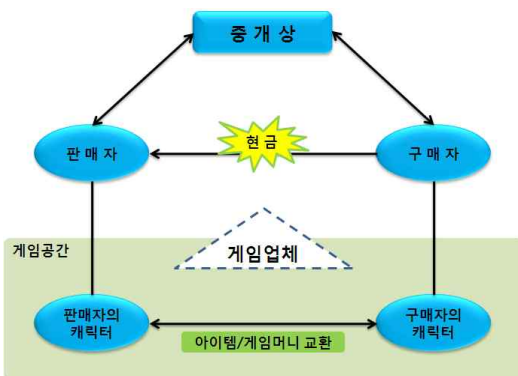 중 개 상
판 매 자
현 금
구 매 자
게임공간
게임업체
판매자의
캐릭터
구매자의
캐릭터
아이템/게임머니 교환